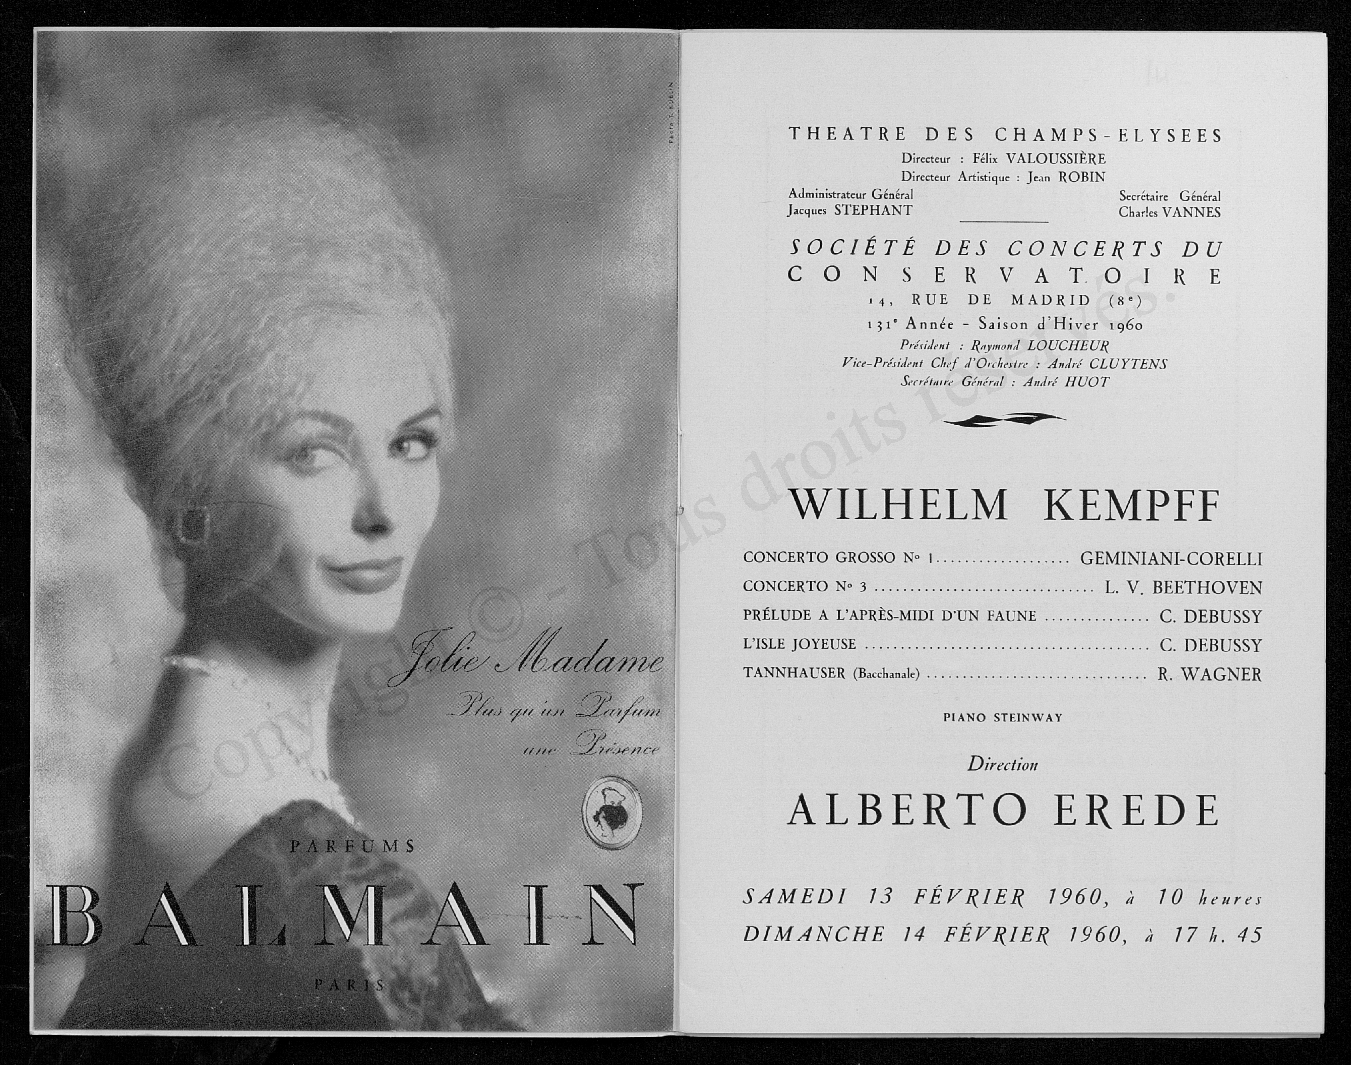 Jolie Madame
Plus qu'un Parfum
une Présence
PARFUMS
BALMAIN
PARIS
THEATRE DES CHAMPS-ELYSEES
Directeur : Félix VALOUSSIÈRE
Directeur Artistique : Jean ROBIN
Administrateur Général
Jacques STEPHANT
Secrétaire Général
Charles VANNES
SOCIÉTÉ DES CONCERTS DU
CONSERVATOIRE
14, RUE DE MADRID (8e)
131e Année - Saison d'Hiver 1960
Président : Raymond LOUCHEUR
Vice-Président Chef d'Orchestre : André CLUYTENS
Secrétaire Général : André HUOT
WILHELM KEMPFF
CONCERTO GROSSO No 1................... GEMINIANI-CORELLI
CONCERTO No 3 ............................... L. V. BEETHOVEN
PRÉLUDE A L'APRÈS-MIDI D'UN FAUNE ............... C. DEBUSSY
L'ISLE JOYEUSE ........................................ C. DEBUSSY
TANNHAUSER (Bacchanale) ............................... R. WAGNER
PIANO STEINWAY
Direction
ALBERTO EREDE
SAMEDI 13 FÉVRIER 1960, à 10 heures
DIMANCHE 14 FÉVRIER 1960, à 17 h. 45
Copyright © - Tous droits réservés.